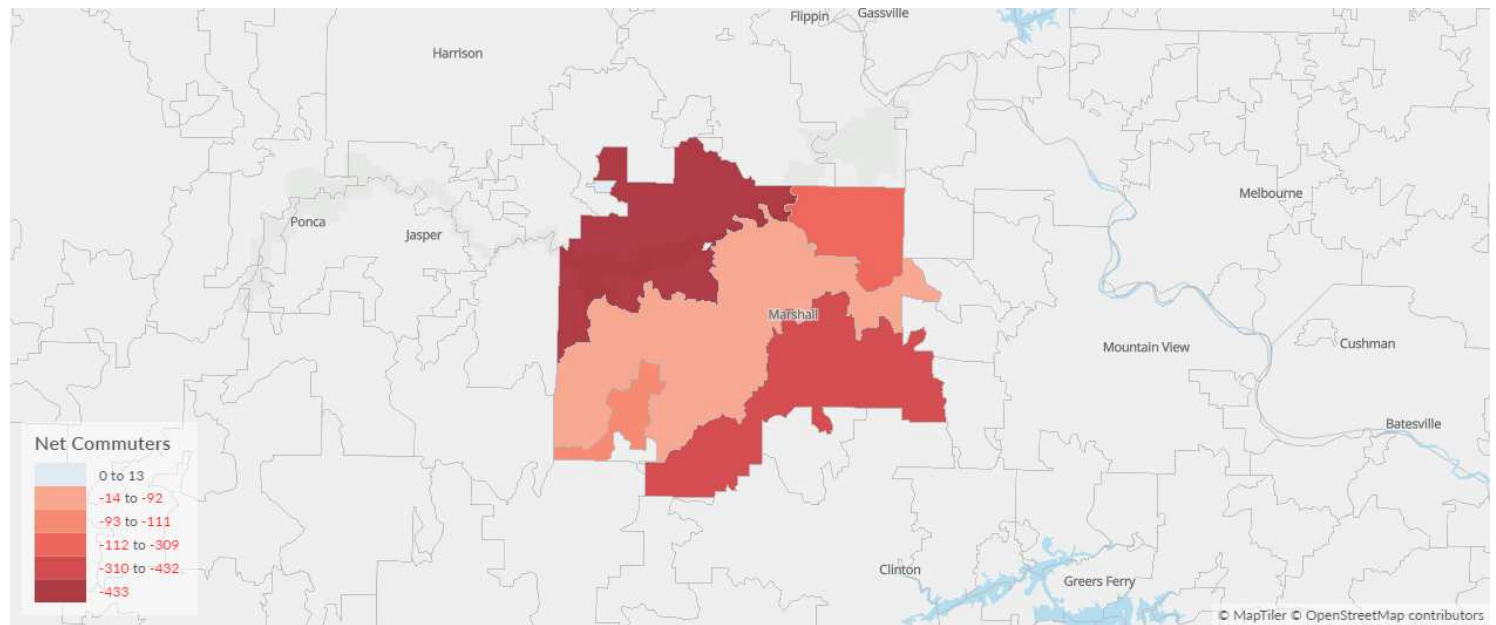 Flippin
Gassville
Harrison
Melbourne
Ponca
Jasper
Marshall
Mountain View
Cushman
Batesville
Net Commuters
0 to 13
-14 to -92
-93 to -111
-112 to -309
-310 to -432
-433
Clinton
Greers Ferry
© MapTiler © OpenStreetMap contributors